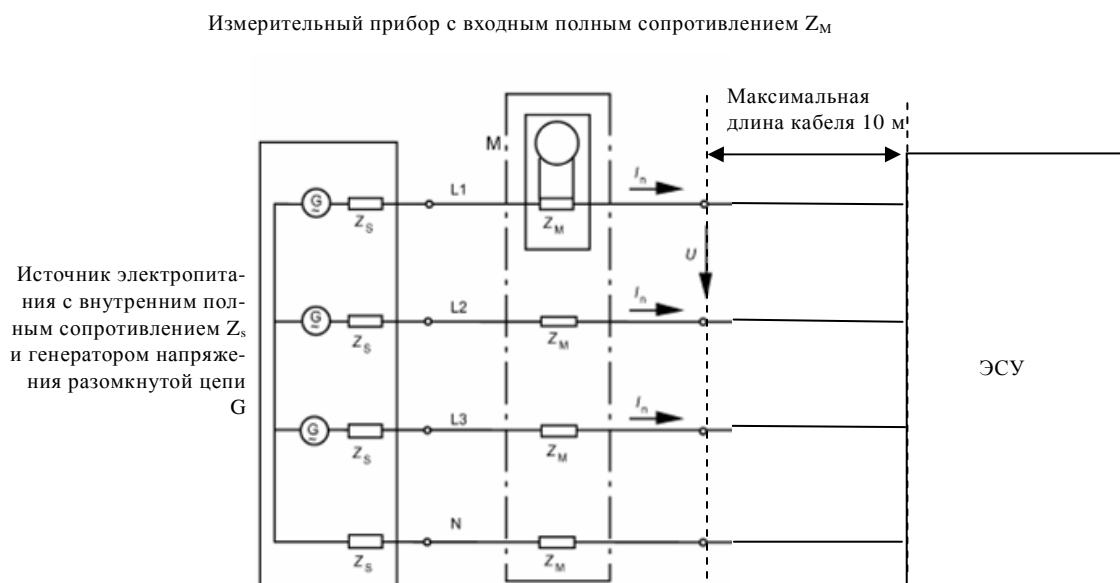 Измерительный прибор с входным полным сопротивлением Z_M
Максимальная
длина кабеля 10 м
M
I_n
L1
G
Z_S
Z_M
U
Источник электропита-
ния с внутренним пол-
ным сопротивлением Z_s
и генератором напряже-
ния разомкнутой цепи
G
I_n
L2
G
Z_S
Z_M
ЭСУ
I_n
L3
G
Z_S
Z_M
N
Z_S
Z_M